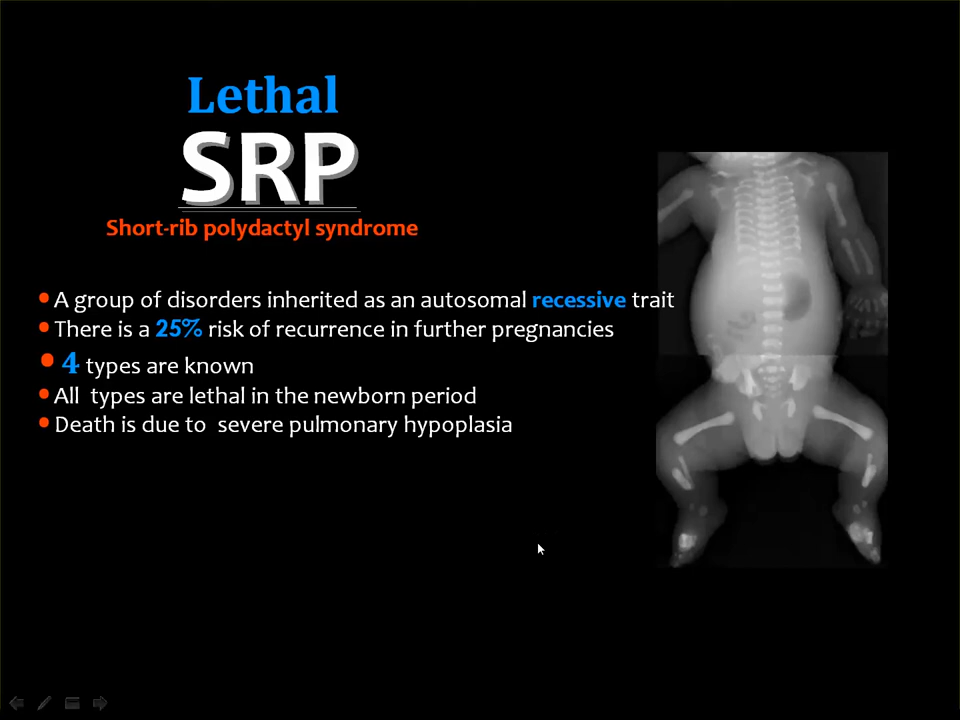 Lethal
SRP
Short-rib polydactyl syndrome
• A group of disorders inherited as an autosomal recessive trait
• There is a 25% risk of recurrence in further pregnancies
• 4 types are known
• All types are lethal in the newborn period
• Death is due to severe pulmonary hypoplasia